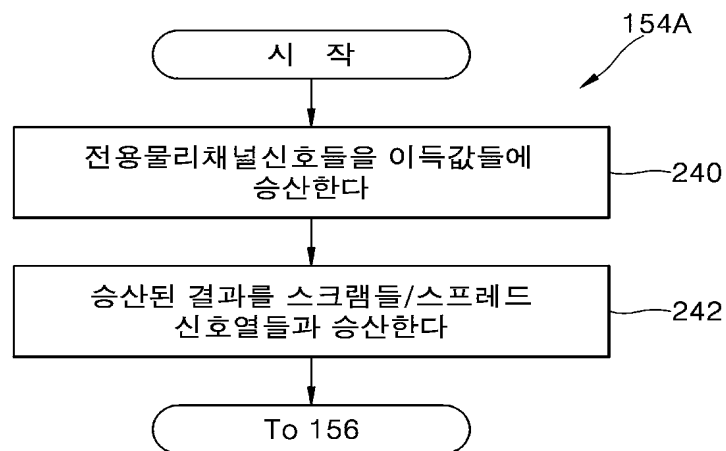 154A
시 작
전용물리채널신호들을 이득값들에
승산한다
240
승산된 결과를 스크램들/스프레드
신호열들과 승산한다
242
To 156